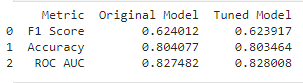 Metric Original Model Tuned Model
0 F1 Score 0.624012 0.623917
1 Accuracy 0.804077 0.803464
2 ROC AUC 0.827482 0.828008